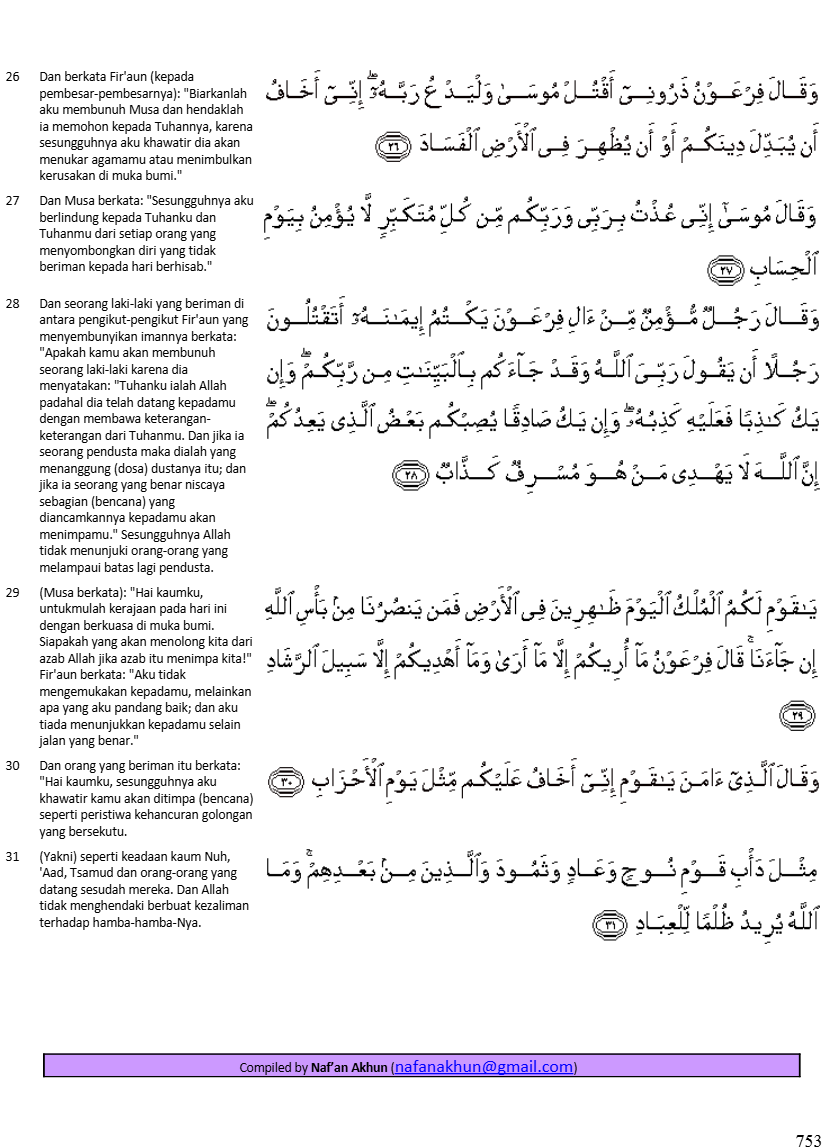 26 Dan berkata Fir'aun (kepada
pembesar-pembesarnya): "Biarkanlah
aku membunuh Musa dan hendaklah
ia memohon kepada Tuhannya, karena
sesungguhnya aku khawatir dia akan
menukar agamamu atau menimbulkan
kerusakan di muka bumi."
وَقَالَ فِرْعَوْنُ ذَرُونِىٓ أَقْتُلْ مُوسَىٰ وَلْيَدْعُ رَبَّهُۥٓ ۖ إِنِّىٓ أَخَافُ
أَن يُبَدِّلَ دِينَكُمْ أَوْ أَن يُظْهِرَ فِى ٱلْأَرْضِ ٱلْفَسَادَ ٢٦
27 Dan Musa berkata: "Sesungguhnya aku
berlindung kepada Tuhanku dan
Tuhanmu dari setiap orang yang
menyombongkan diri yang tidak
beriman kepada hari berhisab."
وَقَالَ مُوسَىٰٓ إِنِّى عُذْتُ بِرَبِّى وَرَبِّكُم مِّن كُلِّ مُتَكَبِّرٍ لَّا يُؤْمِنُ بِيَوْمِ
ٱلْحِسَابِ ٢٧
28 Dan seorang laki-laki yang beriman di
antara pengikut-pengikut Fir'aun yang
menyembunyikan imannya berkata:
"Apakah kamu akan membunuh
seorang laki-laki karena dia
menyatakan: "Tuhanku ialah Allah
padahal dia telah datang kepadamu
dengan membawa keterangan-
keterangan dari Tuhanmu. Dan jika ia
seorang pendusta maka dialah yang
menanggung (dosa) dustanya itu; dan
jika ia seorang yang benar niscaya
sebagian (bencana) yang
diancamkannya kepadamu akan
menimpamu." Sesungguhnya Allah
tidak menunjuki orang-orang yang
melampaui batas lagi pendusta.
وَقَالَ رَجُلٌ مُّؤْمِنٌ مِّنْ ءَالِ فِرْعَوْنَ يَكْتُمُ إِيمَـٰنَهُۥٓ أَتَقْتُلُونَ
رَجُلًا أَن يَقُولَ رَبِّىَ ٱللَّهُ وَقَدْ جَآءَكُم بِٱلْبَيِّنَـٰتِ مِن رَّبِّكُمْ ۖ وَإِن
يَكُ كَـٰذِبًا فَعَلَيْهِ كَذِبُهُۥ ۖ وَإِن يَكُ صَادِقًا يُصِبْكُم بَعْضُ ٱلَّذِى يَعِدُكُمْ ۖ
إِنَّ ٱللَّهَ لَا يَهْدِى مَنْ هُوَ مُسْرِفٌ كَذَّابٌ ٢٨
29 (Musa berkata): "Hai kaumku,
untukmulah kerajaan pada hari ini
dengan berkuasa di muka bumi.
Siapakah yang akan menolong kita dari
azab Allah jika azab itu menimpa kita!"
Fir'aun berkata: "Aku tidak
mengemukakan kepadamu, melainkan
apa yang aku pandang baik; dan aku
tiada menunjukkan kepadamu selain
jalan yang benar."
يَـٰقَوْمِ لَكُمُ ٱلْمُلْكُ ٱلْيَوْمَ ظَـٰهِرِينَ فِى ٱلْأَرْضِ فَمَن يَنصُرُنَا مِنۢ بَأْسِ ٱللَّهِ
إِن جَآءَنَا ۚ قَالَ فِرْعَوْنُ مَآ أُرِيكُمْ إِلَّا مَآ أَرَىٰ وَمَآ أَهْدِيكُمْ إِلَّا سَبِيلَ ٱلرَّشَادِ
٢٩
30 Dan orang yang beriman itu berkata:
"Hai kaumku, sesungguhnya aku
khawatir kamu akan ditimpa (bencana)
seperti peristiwa kehancuran golongan
yang bersekutu.
وَقَالَ ٱلَّذِىٓ ءَامَنَ يَـٰقَوْمِ إِنِّىٓ أَخَافُ عَلَيْكُم مِّثْلَ يَوْمِ ٱلْأَحْزَابِ ٣٠
31 (Yakni) seperti keadaan kaum Nuh,
'Aad, Tsamud dan orang-orang yang
datang sesudah mereka. Dan Allah
tidak menghendaki berbuat kezaliman
terhadap hamba-hamba-Nya.
مِثْلَ دَأْبِ قَوْمِ نُوحٍ وَعَادٍ وَثَمُودَ وَٱلَّذِينَ مِنۢ بَعْدِهِمْ ۚ وَمَا
ٱللَّهُ يُرِيدُ ظُلْمًا لِّلْعِبَادِ ٣١
Compiled by Naf’an Akhun (nafanakhun@gmail.com)
753